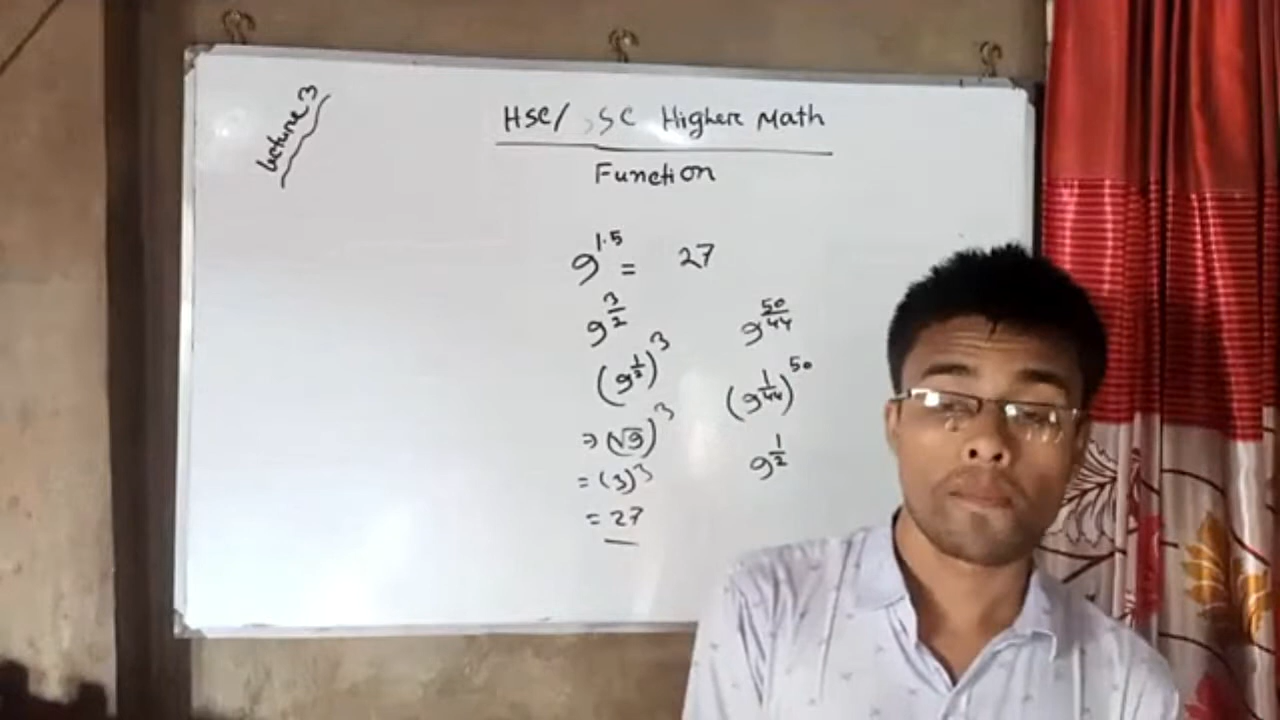 Lecture 3
HSC/ SSC Higher Math
Function
9^{1.5} = 27
9^{3/2}
(9^{1/2})^3
⇒ (√9)^3
= (3)^3
= 27
9^{50/44}
(9^{1/44})^{50}
9^{1/2}